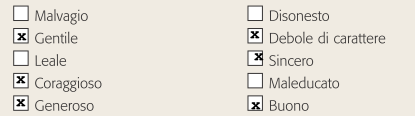 Malvagio
x Gentile
Leale
x Coraggioso
x Generoso
Disonesto
x Debole di carattere
x Sincero
Maleducato
x Buono